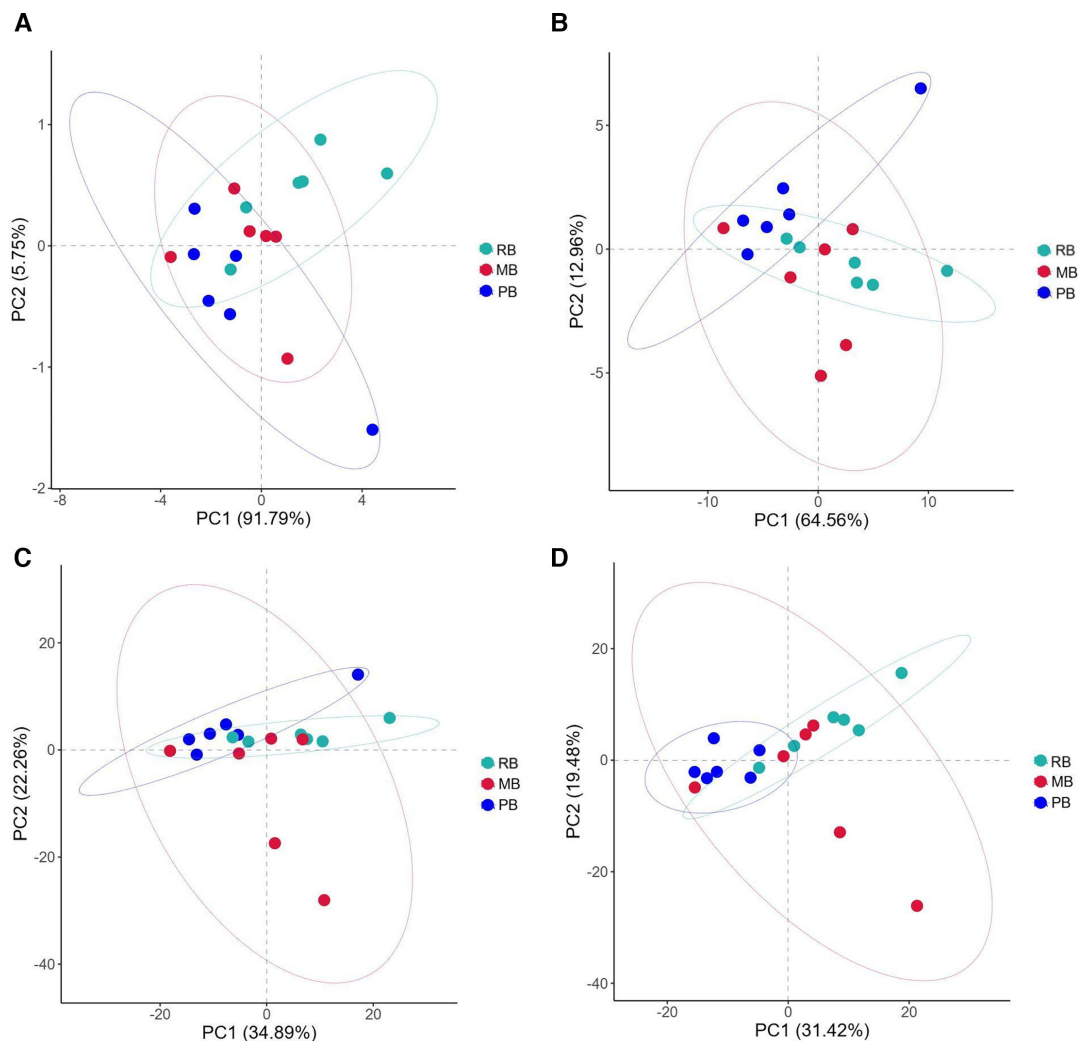 A
B
1
0
-1
-2
-8
-4
0
4
PC2 (5.75%)
PC1 (91.79%)
RB
MB
PB
5
0
-5
-10
0
10
PC2 (12.96%)
PC1 (64.56%)
RB
MB
PB
C
D
20
0
-20
-40
-20
0
20
PC2 (22.26%)
PC1 (34.89%)
RB
MB
PB
20
0
-20
-40
-20
0
20
PC2 (19.48%)
PC1 (31.42%)
RB
MB
PB